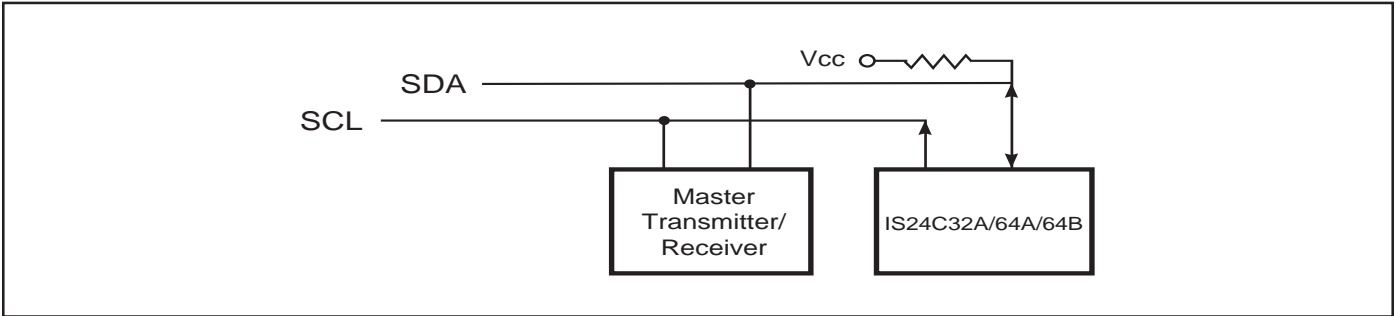 Vcc
SDA
SCL
Master
Transmitter/
Receiver
IS24C32A/64A/64B